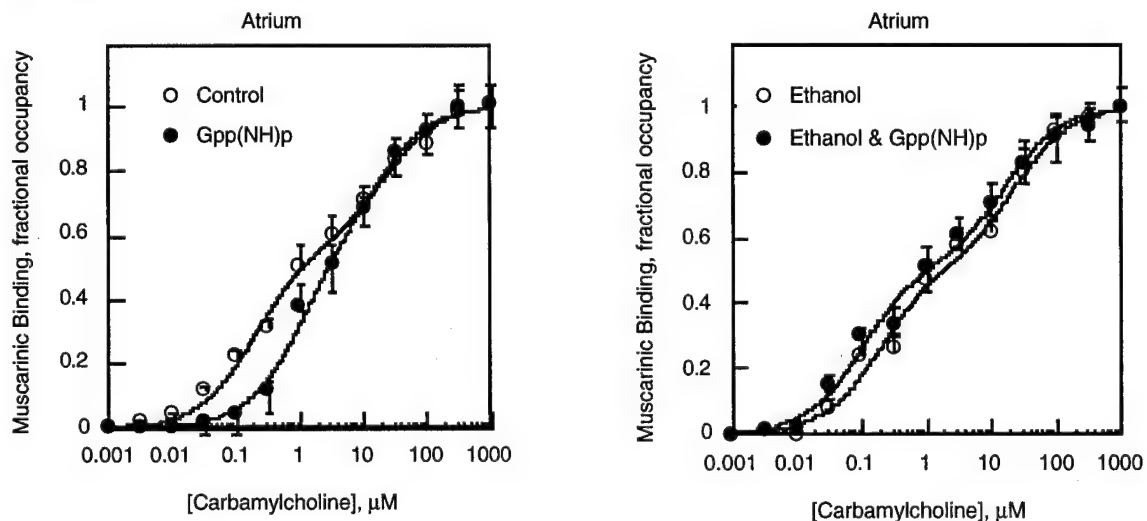 Atrium
Muscarinic Binding, fractional occupancy
Control
Gpp(NH)p
1
0.8
0.6
0.4
0.2
0
0.001 0.01 0.1 1 10 100 1000
[Carbamylcholine], μM
Atrium
Muscarinic Binding, fractional occupancy
Ethanol
Ethanol & Gpp(NH)p
1
0.8
0.6
0.4
0.2
0
0.001 0.01 0.1 1 10 100 1000
[Carbamylcholine], μM